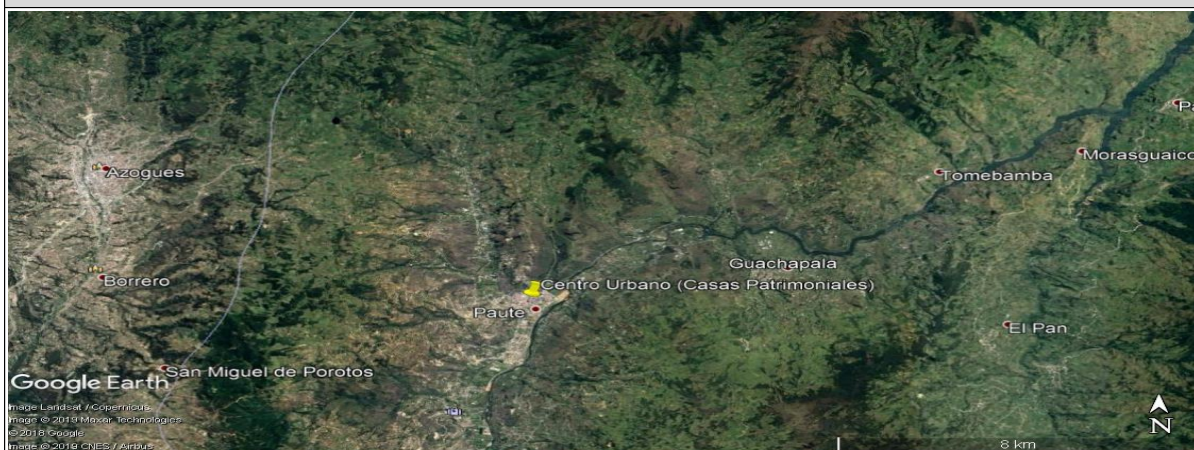 Azogues
Pa
Morasguaico
Tomebamba
Guachapala
Borrero
Centro Urbano (Casas Patrimoniales)
Paute
El Pan
San Miguel de Porotos
Google Earth
Image Landsat / Copernicus
Image © 2019 Maxar Technologies
© 2018 Google
Image © 2019 CNES / Airbus
N
8 km